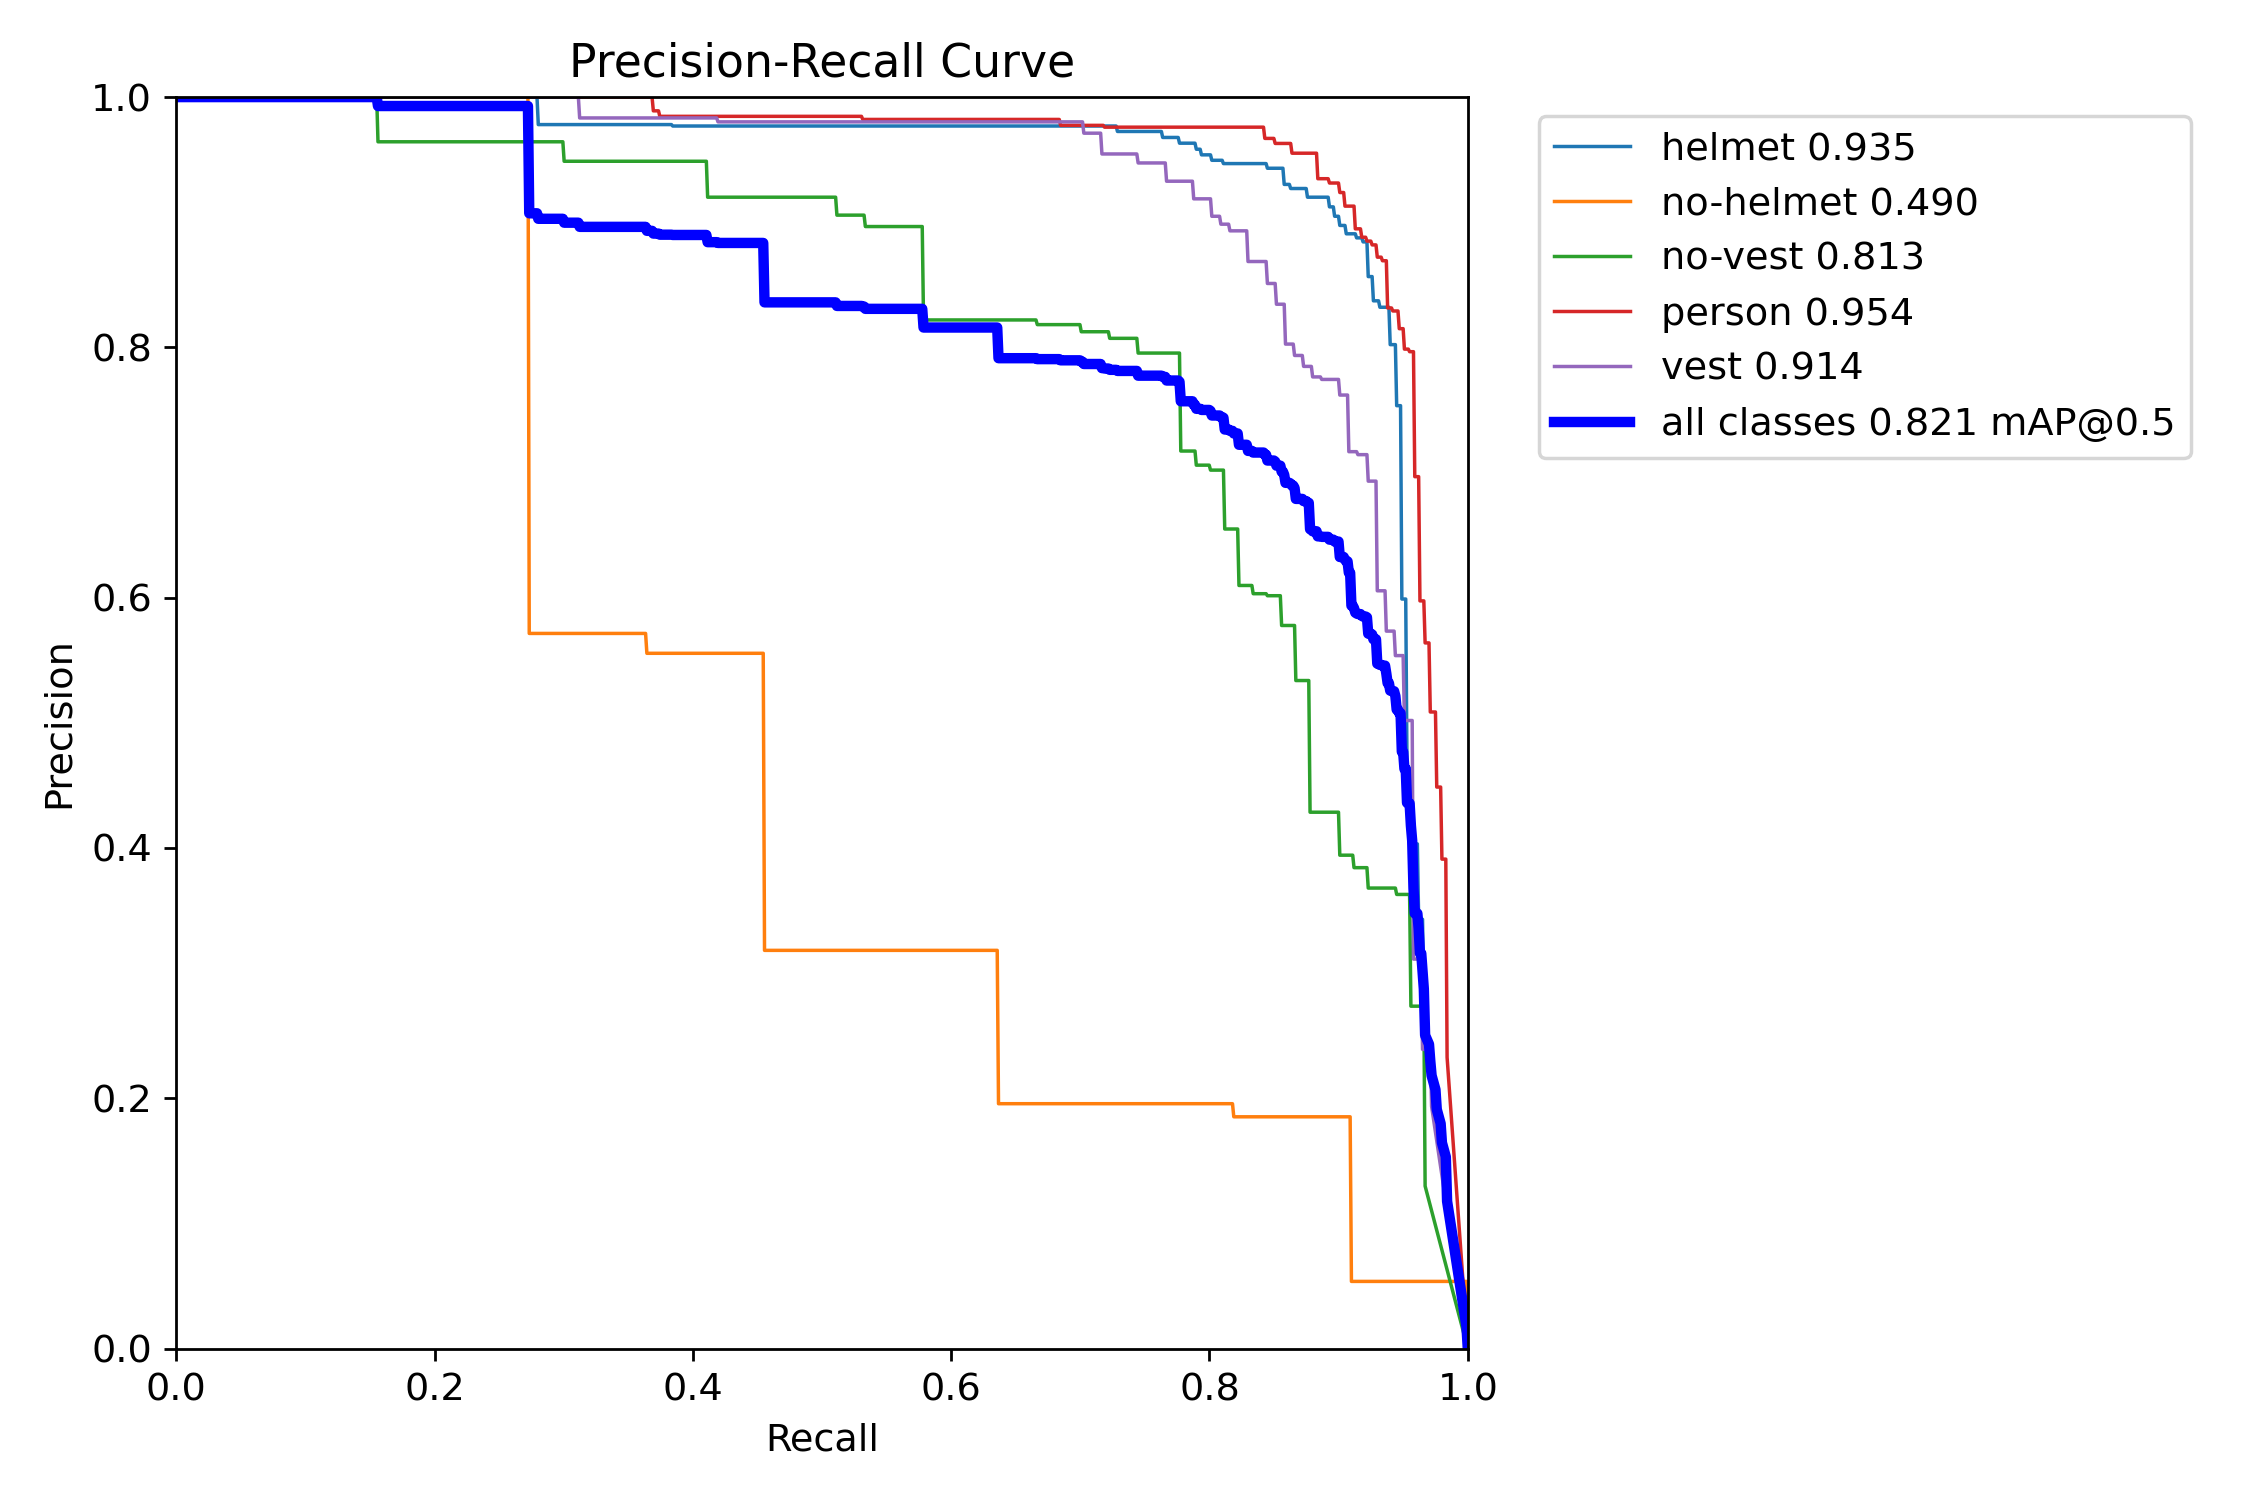 Precision-Recall Curve
1.0
0.8
0.6
0.4
0.2
0.0
Precision
0.0 0.2 0.4 0.6 0.8 1.0
Recall
helmet 0.935
no-helmet 0.490
no-vest 0.813
person 0.954
vest 0.914
all classes 0.821 mAP@0.5